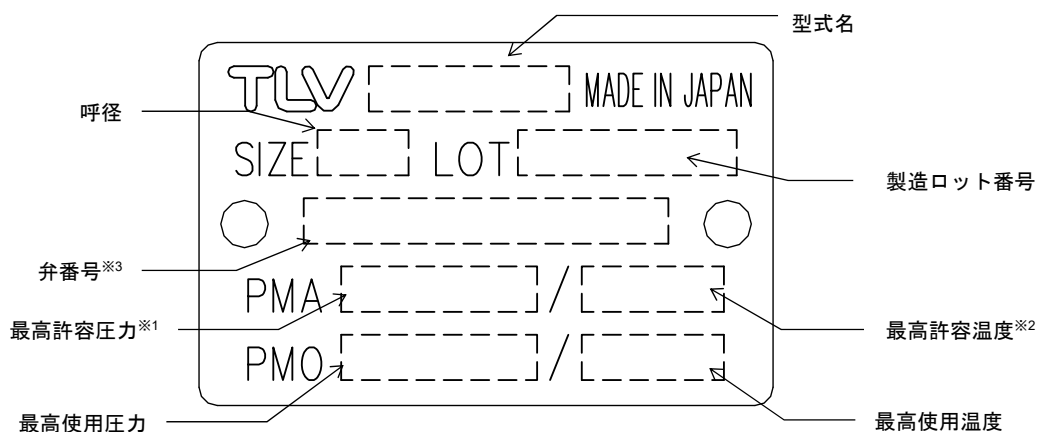 型式名
TLV MADE IN JAPAN
呼径
SIZE LOT
製造ロット番号
弁番号※3
PMA /
最高許容圧力※1
最高許容温度※2
PMO /
最高使用圧力
最高使用温度